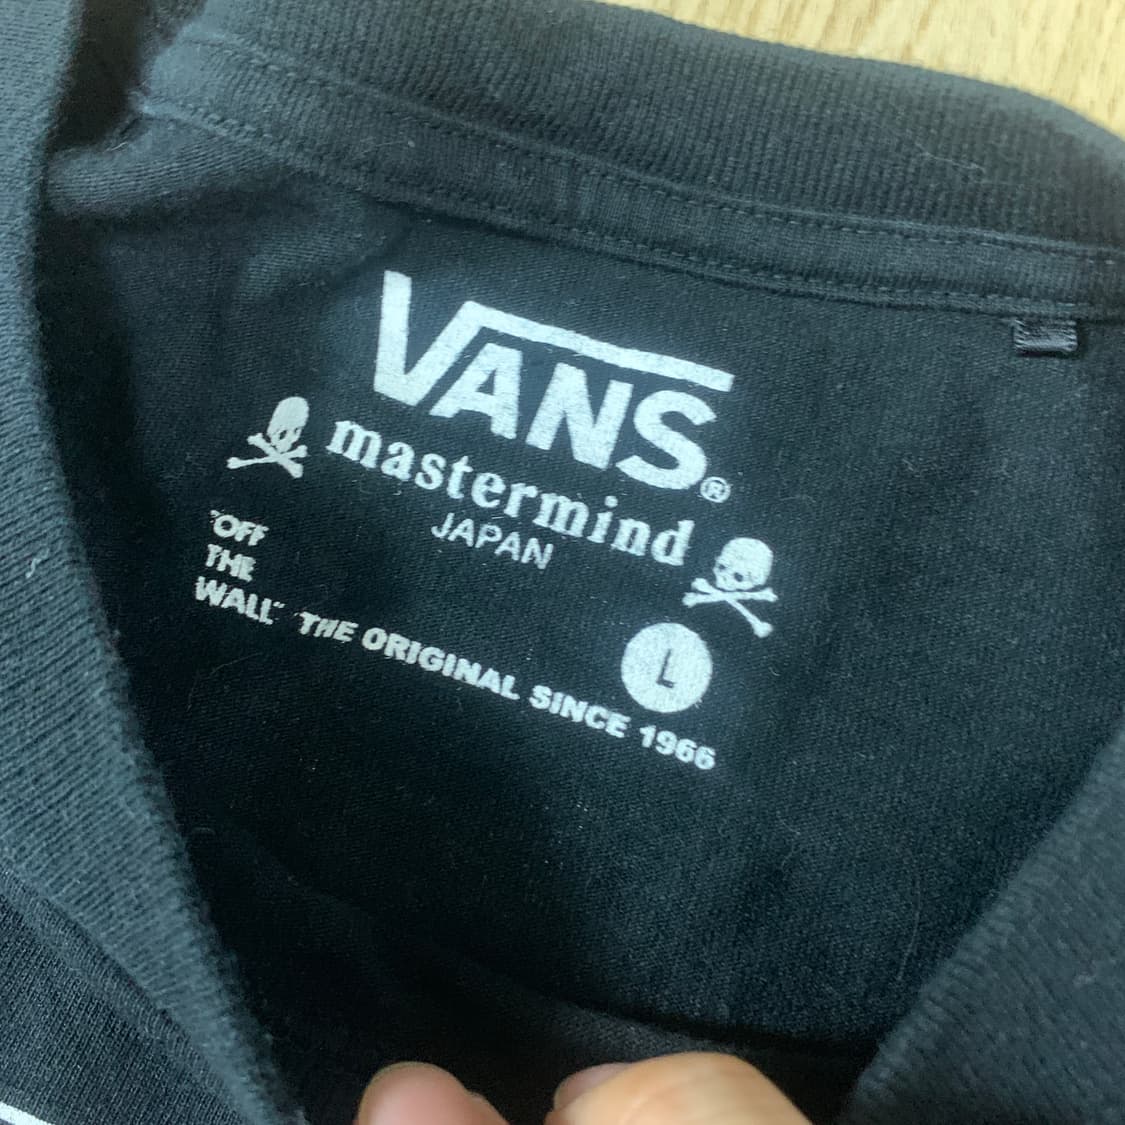 VANS®
mastermind
JAPAN
"OFF
THE
WALL" THE ORIGINAL SINCE 1966
L